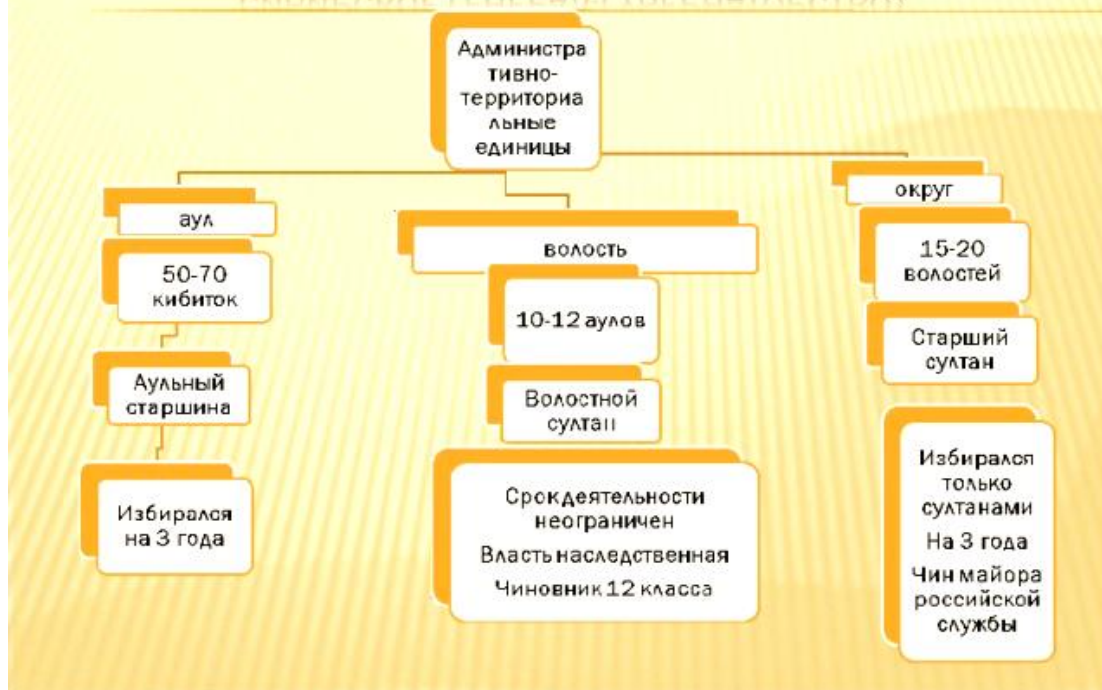 Администра
тивно-
территориа
льные
единицы
аул
50-70
кибиток
Аульный
старшина
Избирался
на 3 года
волость
10-12 аулов
Волостной
султан
Срок деятельности
неограничен
Власть наследственная
Чиновник 12 класса
округ
15-20
волостей
Старший
султан
Избирался
только
султанами
На 3 года
Чин майора
российской
службы